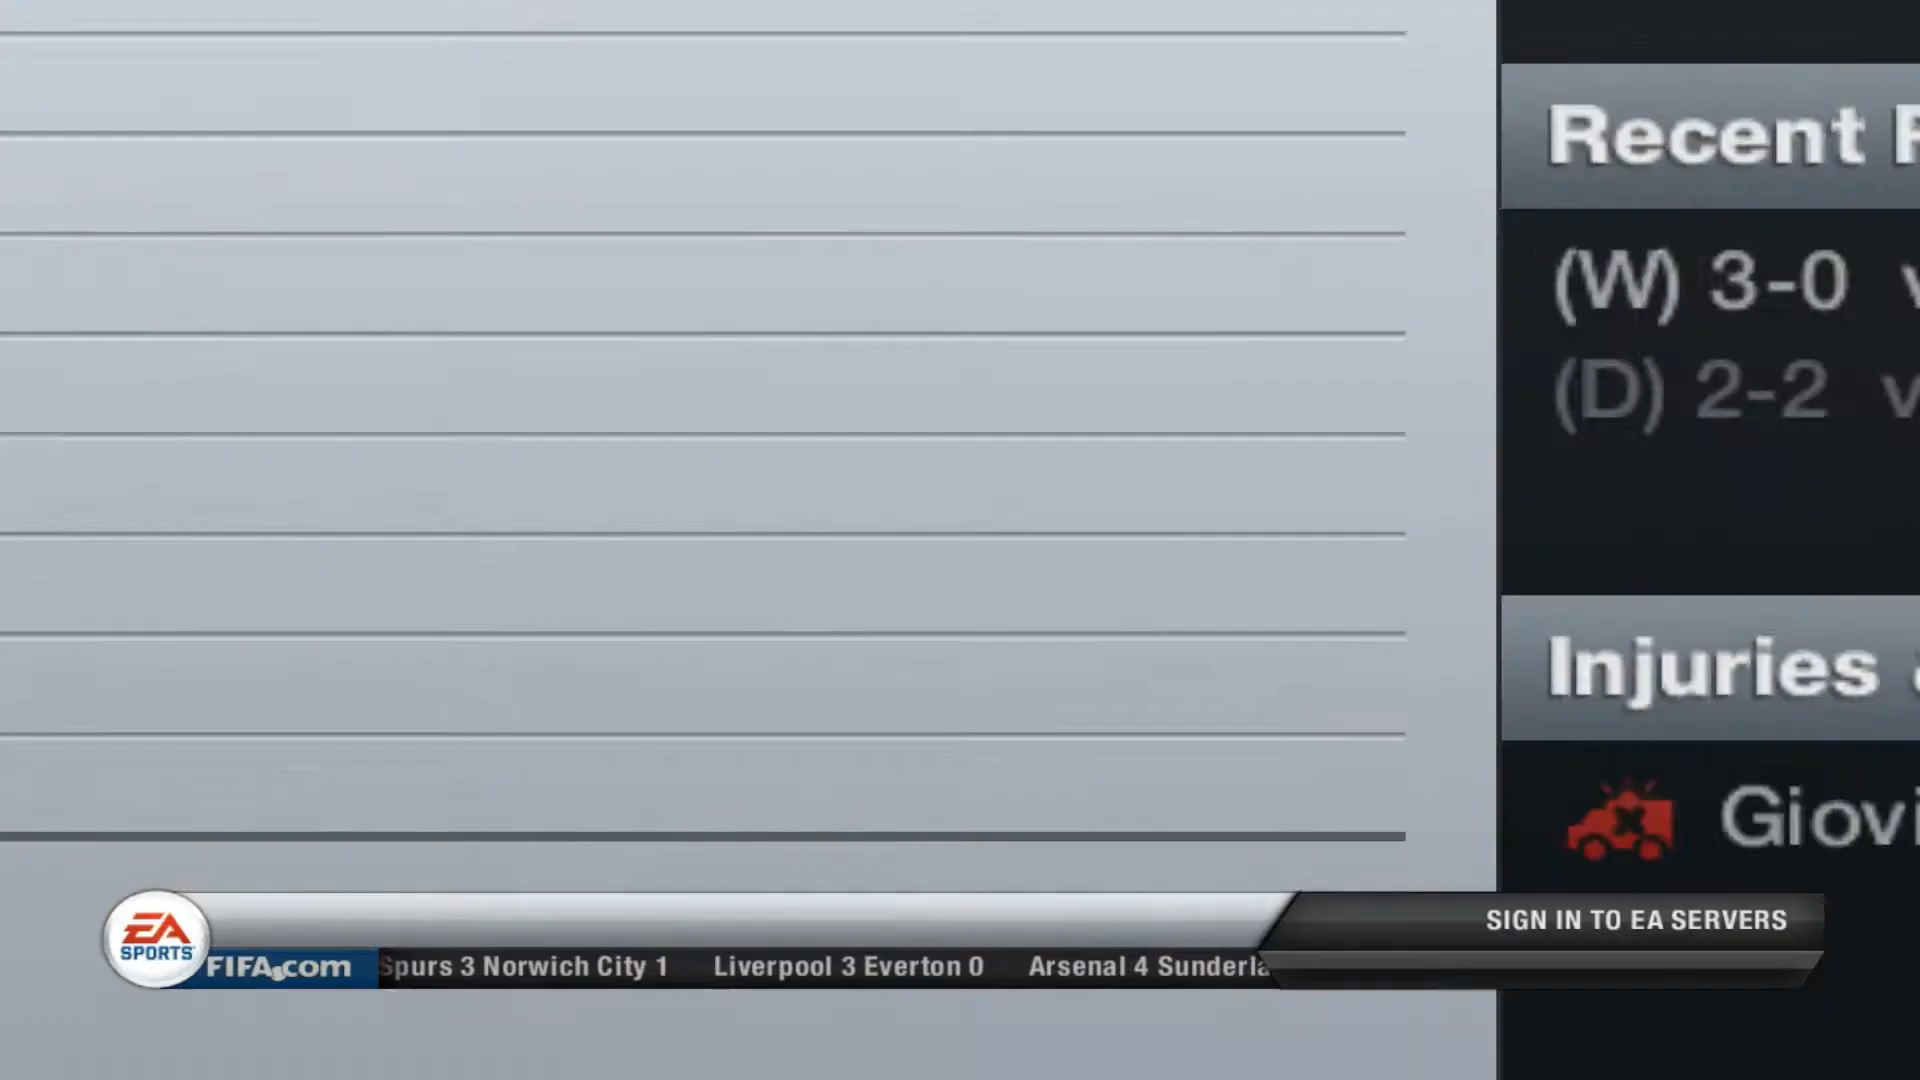 Recent
(W) 3-0
(D) 2-2
Injuries
SIGN IN TO EA SERVERS
EA SPORTS
FIFA.com Spurs 3 Norwich City 1 Liverpool 3 Everton 0 Arsenal 4